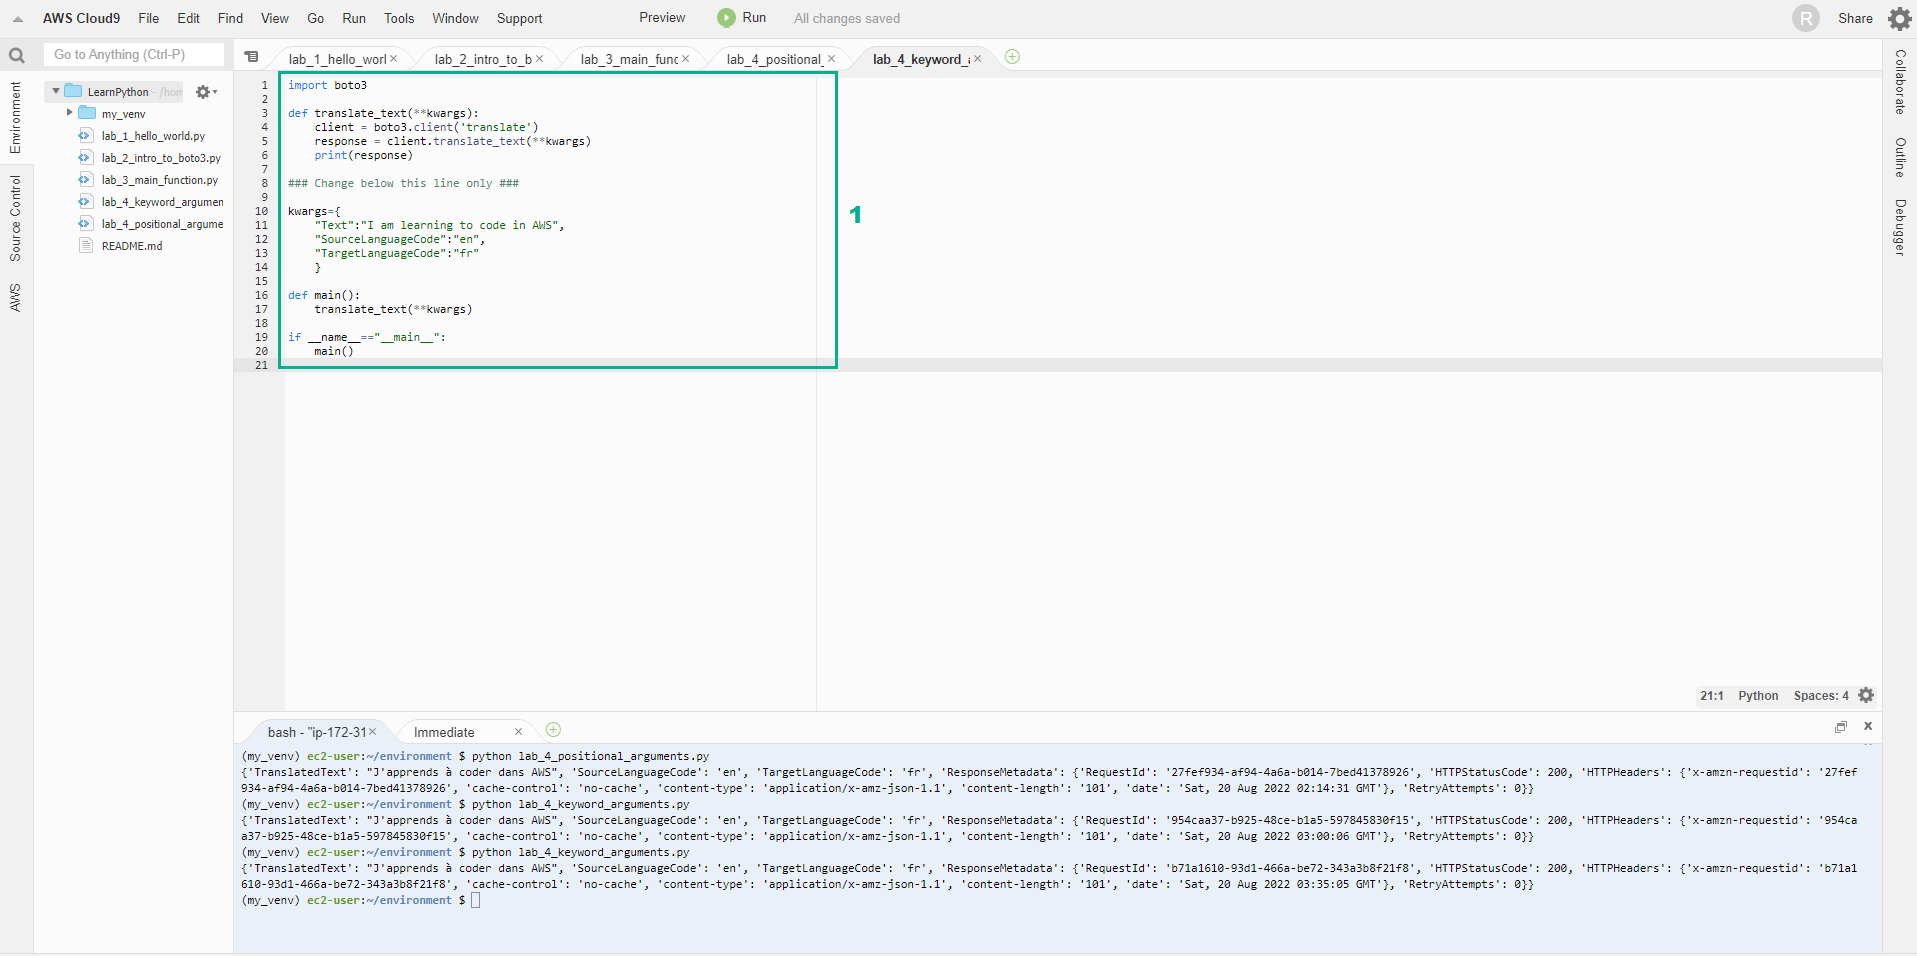 AWS Cloud9 File Edit Find View Go Run Tools Window Support Preview Run All changes saved R Share
Go to Anything (Ctrl-P)
lab_1_hello_worl × lab_2_intro_to_b × lab_3_main_func × lab_4_positional_ × lab_4_keyword_a ×
Environment
Source Control
AWS
LearnPython - /hom
my_venv
lab_1_hello_world.py
lab_2_intro_to_boto3.py
lab_3_main_function.py
lab_4_keyword_argumen
lab_4_positional_argume
README.md
1 import boto3
2
3 def translate_text(**kwargs):
4     client = boto3.client('translate')
5     response = client.translate_text(**kwargs)
6     print(response)
7
8 ### Change below this line only ###
9
10 kwargs={
11     "Text":"I am learning to code in AWS",
12     "SourceLanguageCode":"en",
13     "TargetLanguageCode":"fr"
14     }
15
16 def main():
17     translate_text(**kwargs)
18
19 if __name__=="__main__":
20     main()
21
1
Collaborate
Outline
Debugger
21:1 Python Spaces: 4
bash - "ip-172-31 × Immediate ×
(my_venv) ec2-user:~/environment $ python lab_4_positional_arguments.py
{'TranslatedText': "J'apprends à coder dans AWS", 'SourceLanguageCode': 'en', 'TargetLanguageCode': 'fr', 'ResponseMetadata': {'RequestId': '27fef934-af94-4a6a-b014-7bed41378926', 'HTTPStatusCode': 200, 'HTTPHeaders': {'x-amzn-requestid': '27fef
934-af94-4a6a-b014-7bed41378926', 'cache-control': 'no-cache', 'content-type': 'application/x-amz-json-1.1', 'content-length': '101', 'date': 'Sat, 20 Aug 2022 02:14:31 GMT'}, 'RetryAttempts': 0}}
(my_venv) ec2-user:~/environment $ python lab_4_keyword_arguments.py
{'TranslatedText': "J'apprends à coder dans AWS", 'SourceLanguageCode': 'en', 'TargetLanguageCode': 'fr', 'ResponseMetadata': {'RequestId': '954caa37-b925-48ce-b1a5-597845830f15', 'HTTPStatusCode': 200, 'HTTPHeaders': {'x-amzn-requestid': '954ca
a37-b925-48ce-b1a5-597845830f15', 'cache-control': 'no-cache', 'content-type': 'application/x-amz-json-1.1', 'content-length': '101', 'date': 'Sat, 20 Aug 2022 03:00:06 GMT'}, 'RetryAttempts': 0}}
(my_venv) ec2-user:~/environment $ python lab_4_keyword_arguments.py
{'TranslatedText': "J'apprends à coder dans AWS", 'SourceLanguageCode': 'en', 'TargetLanguageCode': 'fr', 'ResponseMetadata': {'RequestId': 'b71a1610-93d1-466a-be72-343a3b8f21f8', 'HTTPStatusCode': 200, 'HTTPHeaders': {'x-amzn-requestid': 'b71a1
610-93d1-466a-be72-343a3b8f21f8', 'cache-control': 'no-cache', 'content-type': 'application/x-amz-json-1.1', 'content-length': '101', 'date': 'Sat, 20 Aug 2022 03:35:05 GMT'}, 'RetryAttempts': 0}}
(my_venv) ec2-user:~/environment $